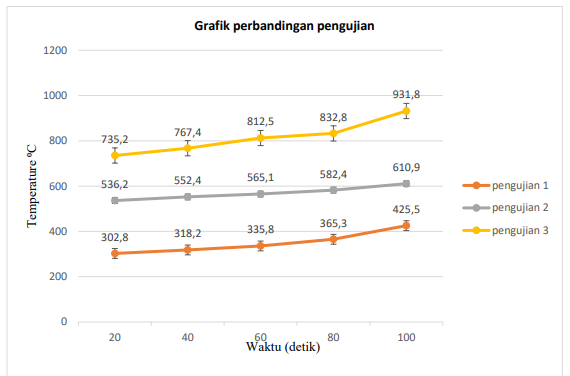 Grafik perbandingan pengujian
1200
1000
800
600
400
200
0
Temperature ⁰C
735,2 767,4 812,5 832,8 931,8
536,2 552,4 565,1 582,4 610,9
302,8 318,2 335,8 365,3 425,5
20 40 60 80 100
Waktu (detik)
pengujian 1
pengujian 2
pengujian 3